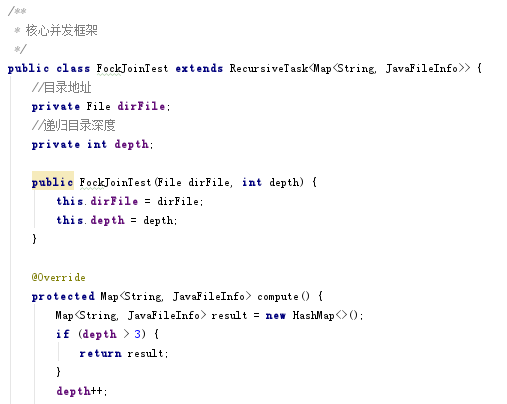 /**
* 核心并发框架
*/
public class FockJoinTest extends RecursiveTask<Map<String, JavaFileInfo>> {
//目录地址
private File dirFile;
//递归目录深度
private int depth;
public FockJoinTest(File dirFile, int depth) {
this.dirFile = dirFile;
this.depth = depth;
}
@Override
protected Map<String, JavaFileInfo> compute() {
Map<String, JavaFileInfo> result = new HashMap<>();
if (depth > 3) {
return result;
}
depth++;